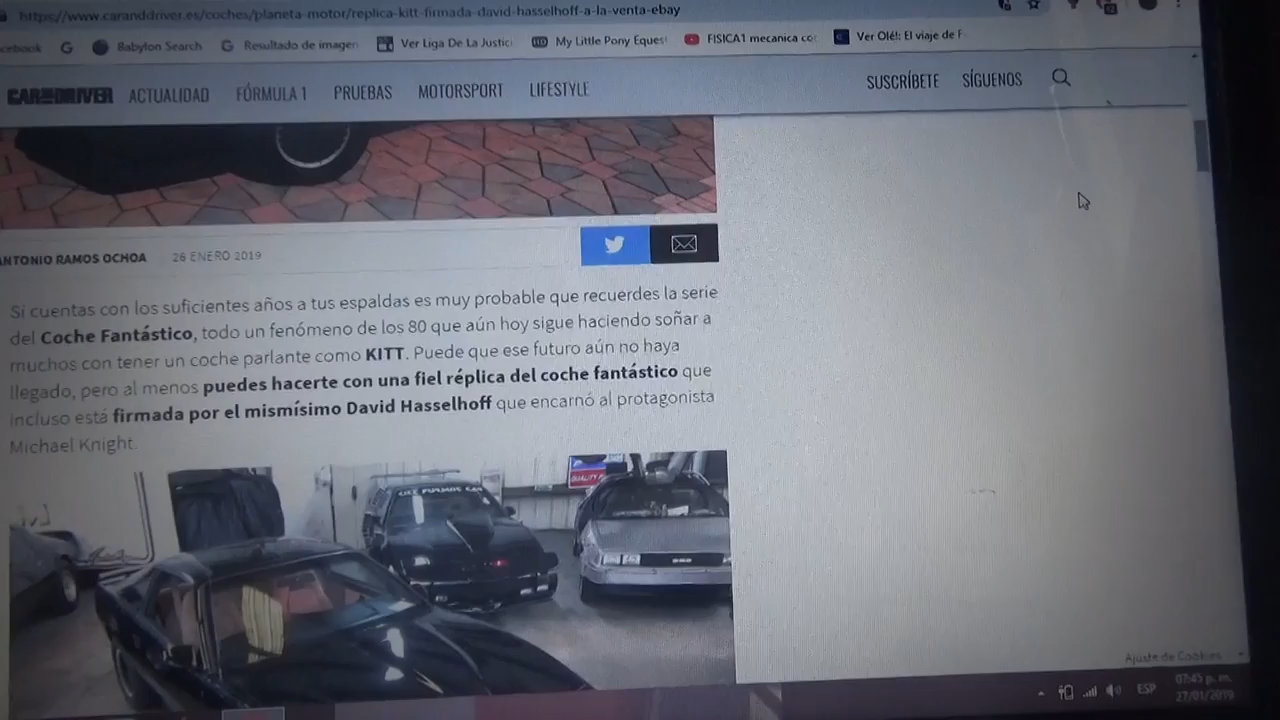 https://www.caranddriver.es/coches/planeta-motor/replica-kitt-firmada-david-hasselhoff-a-la-venta-ebay
cebook G Babylon Search G Resultado de imagen Ver Liga De La Justici My Little Pony Equest FISICA1 mecanica co Ver Olé!: El viaje de F
CAR AND DRIVER ACTUALIDAD FÓRMULA 1 PRUEBAS MOTORSPORT LIFESTYLE SUSCRÍBETE SÍGUENOS
ANTONIO RAMOS OCHOA 26 ENERO 2019
Si cuentas con los suficientes años a tus espaldas es muy probable que recuerdes la serie
del Coche Fantástico, todo un fenómeno de los 80 que aún hoy sigue haciendo soñar a
muchos con tener un coche parlante como KITT. Puede que ese futuro aún no haya
llegado, pero al menos puedes hacerte con una fiel réplica del coche fantástico que
incluso está firmada por el mismísimo David Hasselhoff que encarnó al protagonista
Michael Knight.
QUALITY
Ajuste de Cookies
ESP
07:45 p. m.
27/01/2019